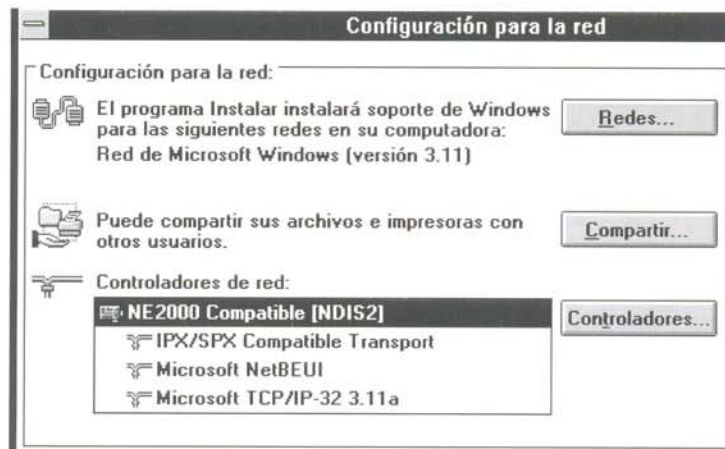 Configuración para la red
Configuración para la red:
El programa Instalar instalará soporte de Windows
para las siguientes redes en su computadora:
Red de Microsoft Windows (versión 3.11)
Redes...
Puede compartir sus archivos e impresoras con
otros usuarios.
Compartir...
Controladores de red:
NE2000 Compatible [NDIS2]
IPX/SPX Compatible Transport
Microsoft NetBEUI
Microsoft TCP/IP-32 3.11a
Controladores...